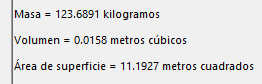 Masa = 123.6891 kilogramos
Volumen = 0.0158 metros cúbicos
Área de superficie = 11.1927 metros cuadrados